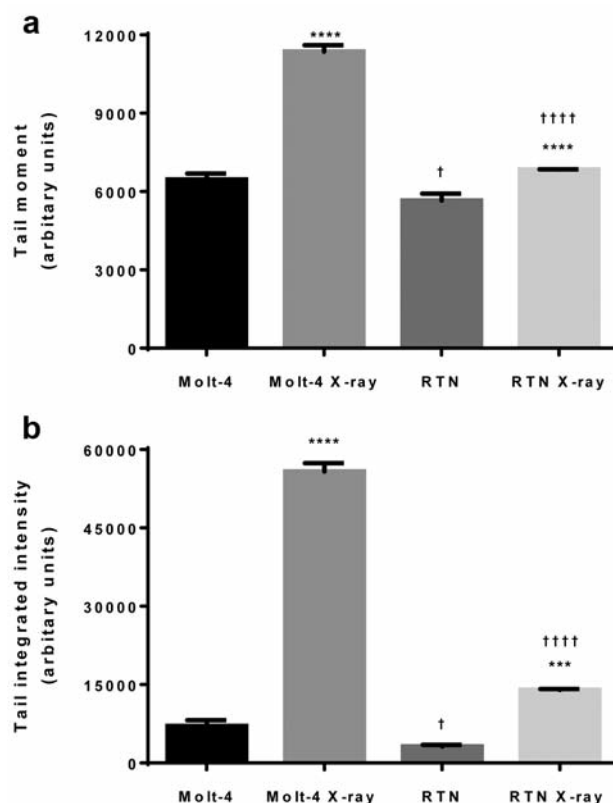 a
Tail moment
(arbitary units)
12000
9000
6000
3000
0
****
†
††††
****
Molt-4
Molt-4 X-ray
RTN
RTN X-ray
b
Tail integrated intensity
(arbitary units)
60000
45000
30000
15000
0
****
†
††††
***
Molt-4
Molt-4 X-ray
RTN
RTN X-ray